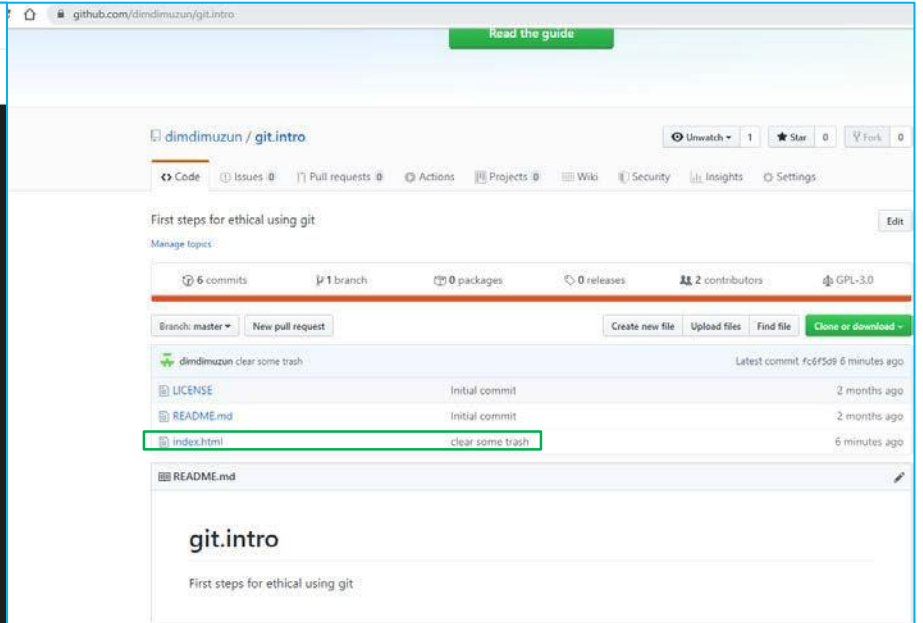 github.com/dimdimuzun/git.intro
Read the guide
dimdimuzun / git.intro
Unwatch 1 Star 0 Fork 0
<> Code Issues 0 Pull requests 0 Actions Projects 0 Wiki Security Insights Settings
First steps for ethical using git Edit
Manage topics
6 commits 1 branch 0 packages 0 releases 2 contributors GPL-3.0
Branch: master New pull request Create new file Upload files Find file Clone or download
dimdimuzun clear some trash Latest commit fc6f5d9 6 minutes ago
LICENSE Initial commit 2 months ago
README.md Initial commit 2 months ago
index.html clear some trash 6 minutes ago
README.md
git.intro
First steps for ethical using git